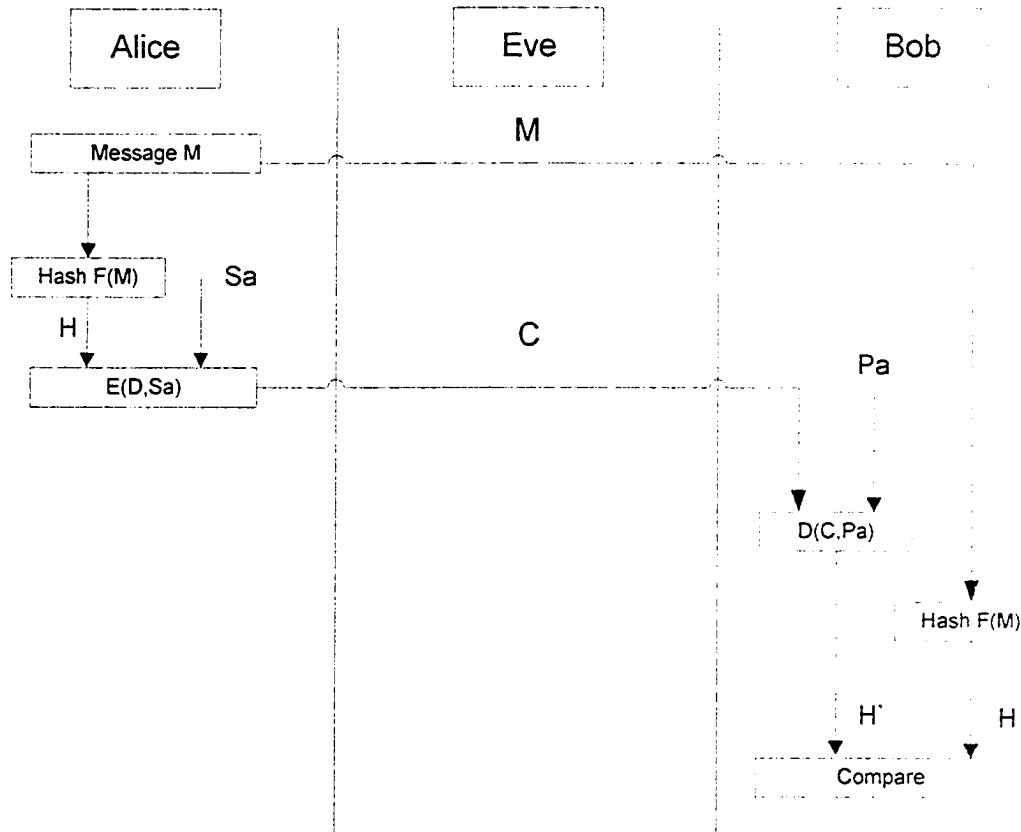 Alice
Eve
Bob
M
Message M
Hash F(M)
Sa
H
C
E(D,Sa)
Pa
D(C,Pa)
Hash F(M)
H`
H
Compare